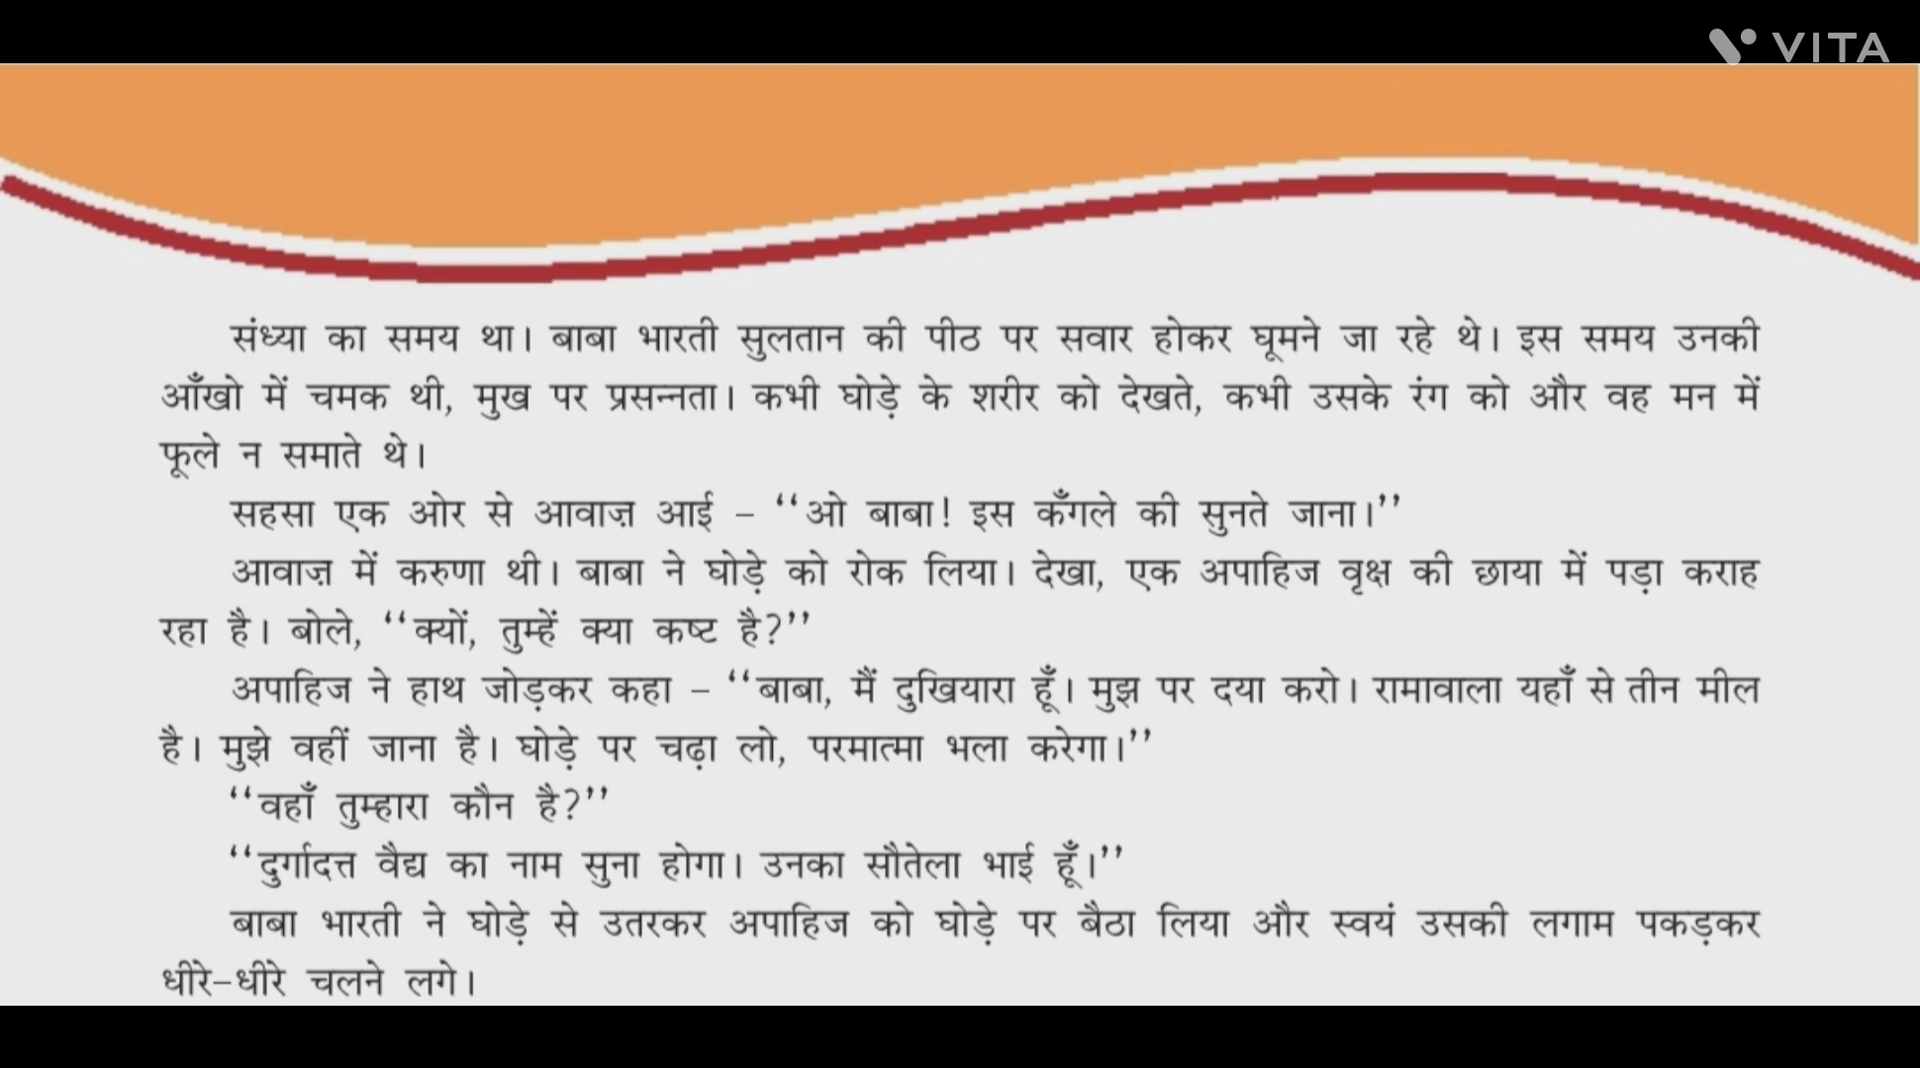 VITA
संध्या का समय था। बाबा भारती सुलतान की पीठ पर सवार होकर घूमने जा रहे थे। इस समय उनकी
आँखो में चमक थी, मुख पर प्रसन्नता। कभी घोड़े के शरीर को देखते, कभी उसके रंग को और वह मन में
फूले न समाते थे।
सहसा एक ओर से आवाज़ आई – ‘‘ओ बाबा! इस कँगले की सुनते जाना।’’
आवाज़ में करुणा थी। बाबा ने घोड़े को रोक लिया। देखा, एक अपाहिज वृक्ष की छाया में पड़ा कराह
रहा है। बोले, ‘‘क्यों, तुम्हें क्या कष्ट है?’’
अपाहिज ने हाथ जोड़कर कहा – ‘‘बाबा, मैं दुखियारा हूँ। मुझ पर दया करो। रामावाला यहाँ से तीन मील
है। मुझे वहीं जाना है। घोड़े पर चढ़ा लो, परमात्मा भला करेगा।’’
‘‘वहाँ तुम्हारा कौन है?’’
‘‘दुर्गादत्त वैद्य का नाम सुना होगा। उनका सौतेला भाई हूँ।’’
बाबा भारती ने घोड़े से उतरकर अपाहिज को घोड़े पर बैठा लिया और स्वयं उसकी लगाम पकड़कर
धीरे–धीरे चलने लगे।